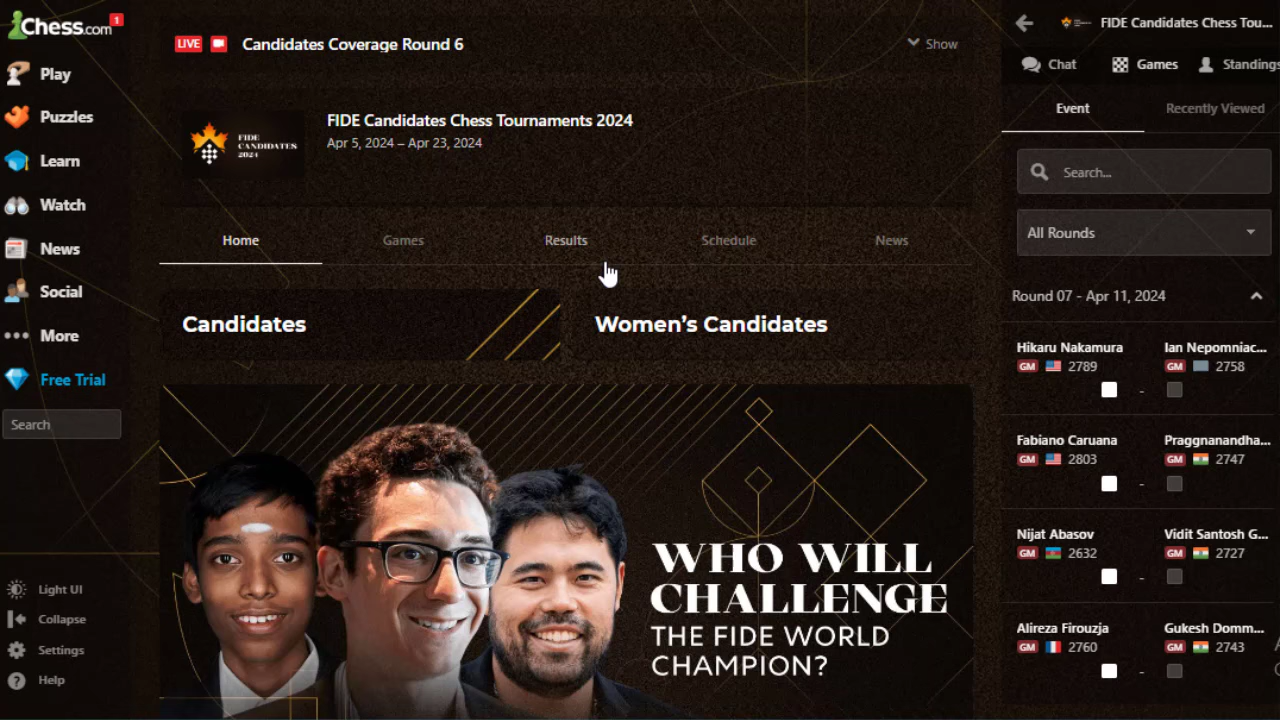 Chess.com
1
Play
Puzzles
Learn
Watch
News
Social
More
Free Trial
Search
Light UI
Collapse
Settings
Help
LIVE
Candidates Coverage Round 6
Show
FIDE
CANDIDATES
2024
FIDE Candidates Chess Tournaments 2024
Apr 5, 2024 – Apr 23, 2024
Home
Games
Results
Schedule
News
Candidates
Women's Candidates
WHO WILL
CHALLENGE
THE FIDE WORLD
CHAMPION?
FIDE Candidates Chess Tou...
Chat
Games
Standings
Event
Recently Viewed
Search...
All Rounds
Round 07 - Apr 11, 2024
Hikaru Nakamura
GM 2789
-
Ian Nepomniac...
GM 2758
Fabiano Caruana
GM 2803
-
Praggnanandha...
GM 2747
Nijat Abasov
GM 2632
-
Vidit Santosh G...
GM 2727
Alireza Firouzja
GM 2760
-
Gukesh Domm...
GM 2743